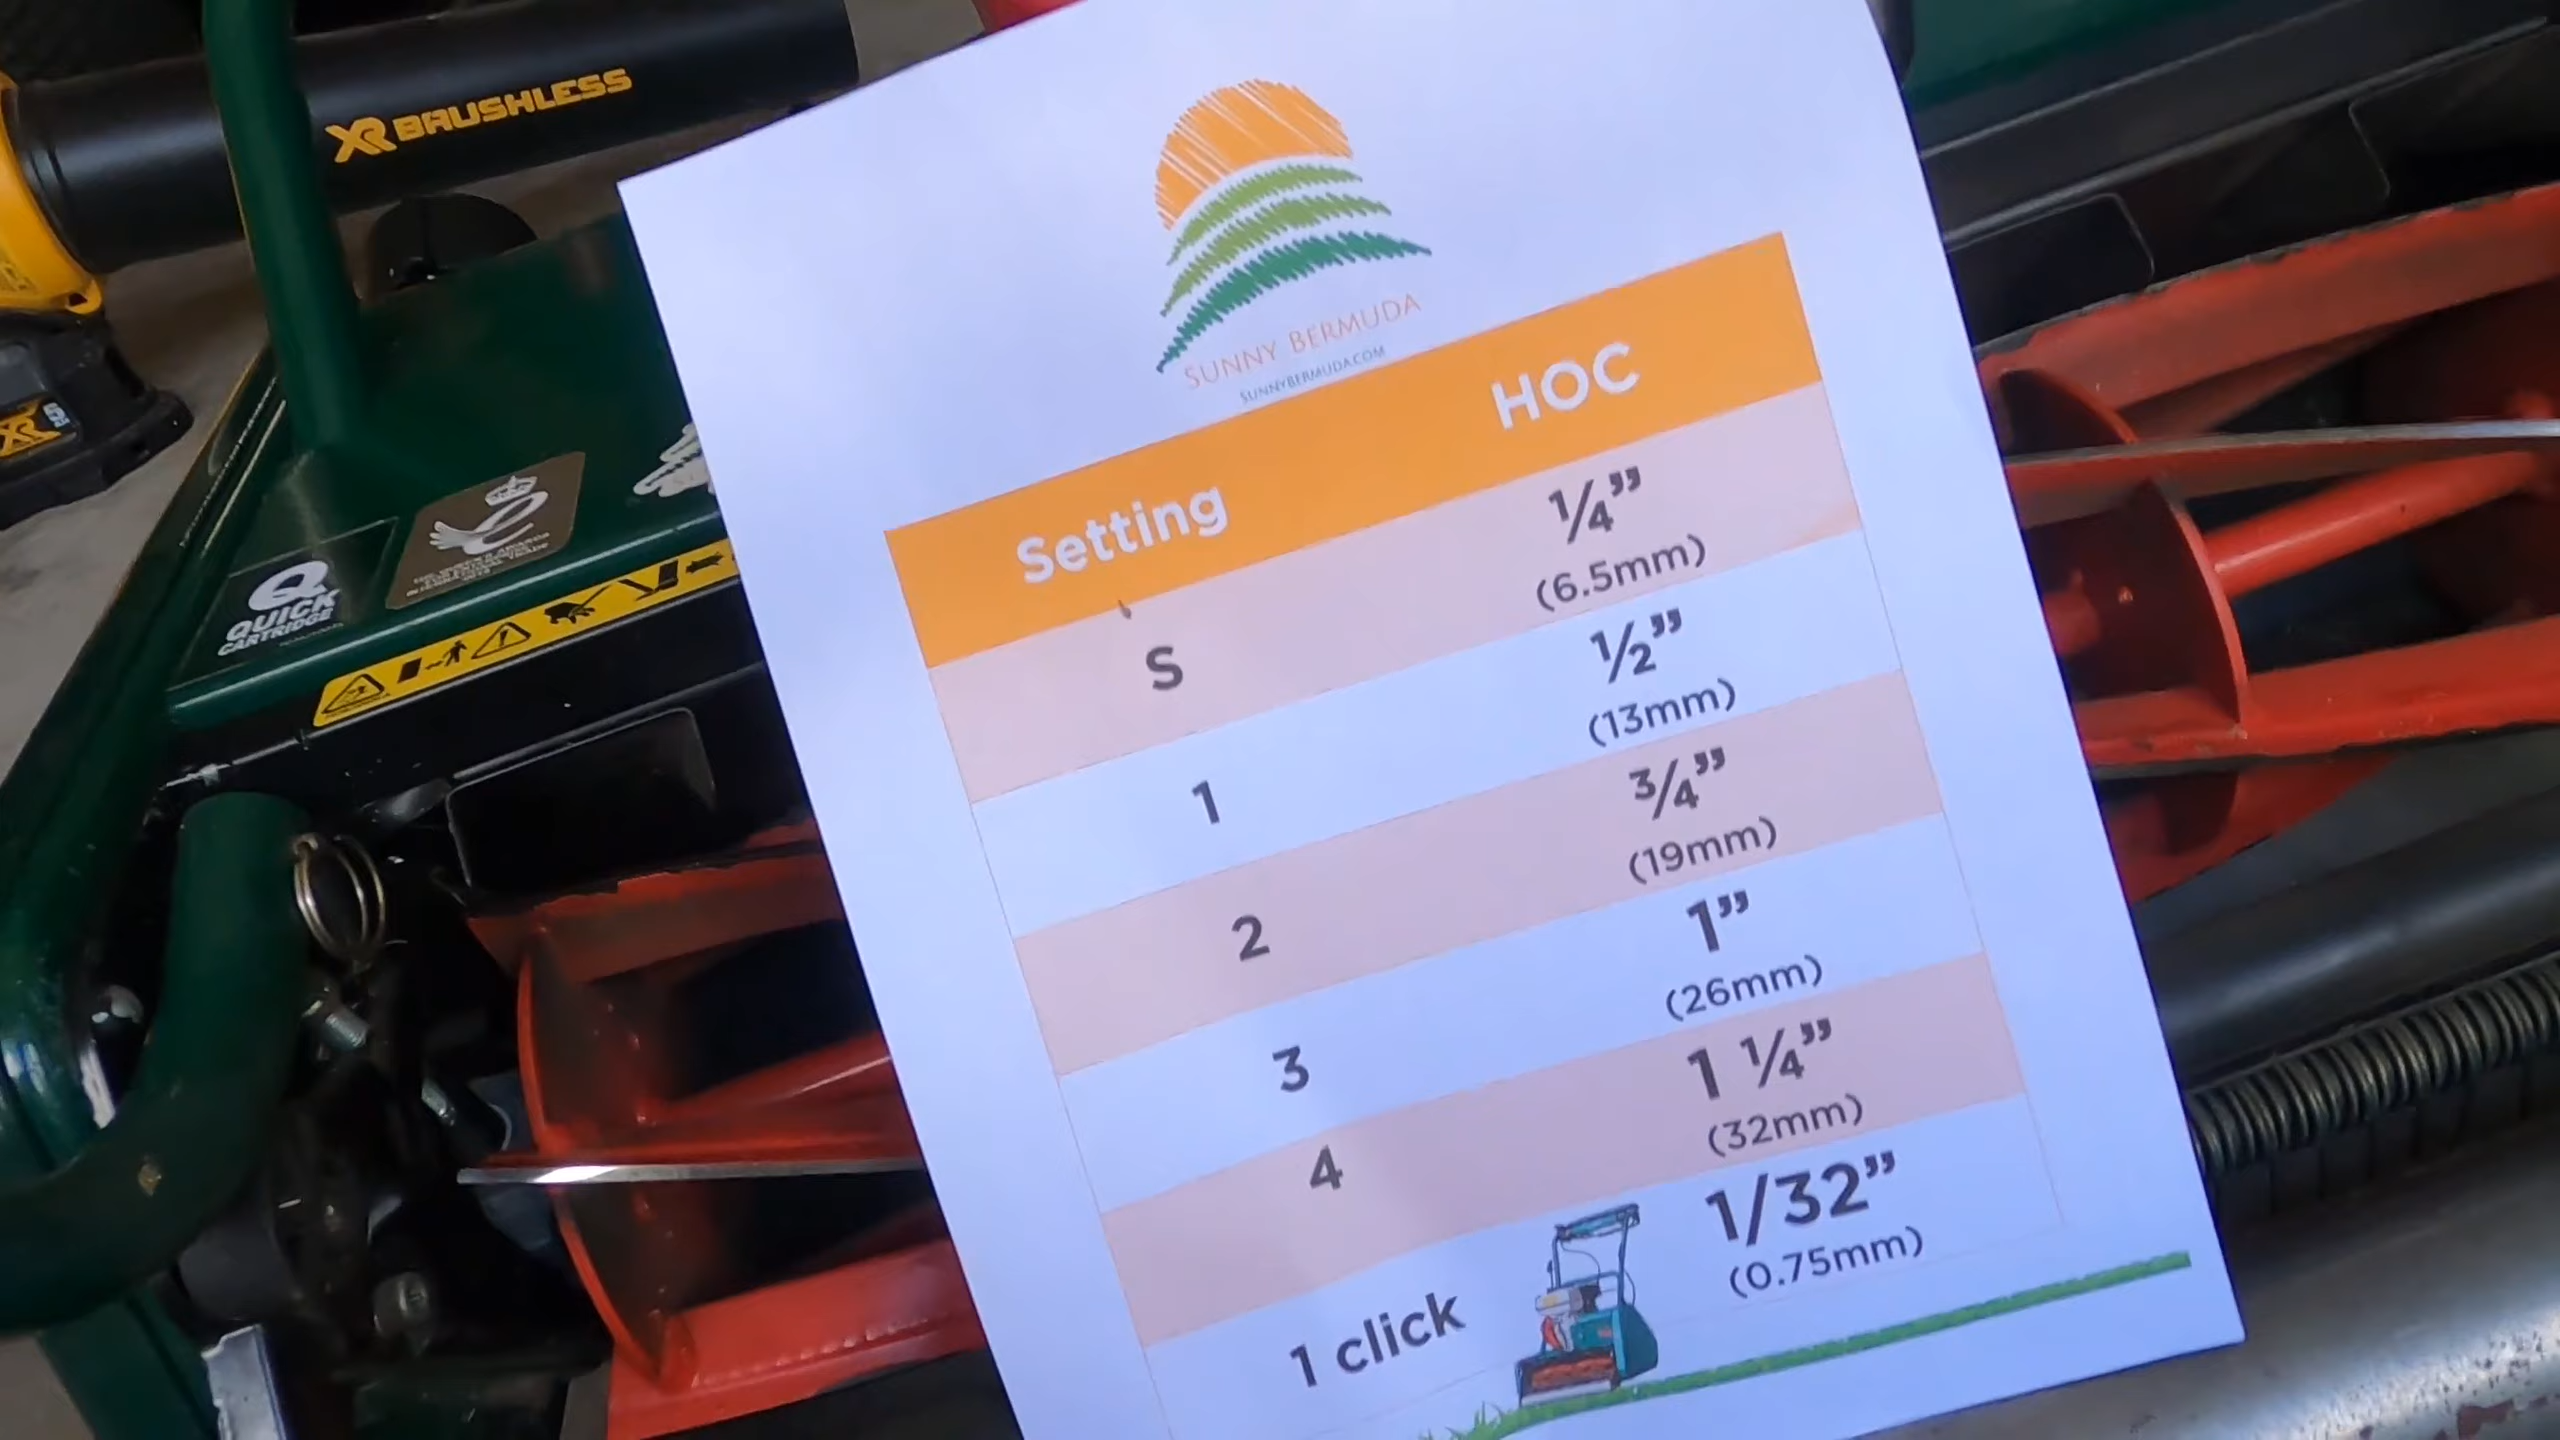 XR BRUSHLESS
XR
5
QUICK
CARTRIDGE
SUNNY BERMUDA
SUNNYBERMUDA.COM
Setting HOC
S ¼”
(6.5mm)
1 ½”
(13mm)
2 ¾”
(19mm)
3 1”
(26mm)
4 1 ¼”
(32mm)
1 click 1/32”
(0.75mm)